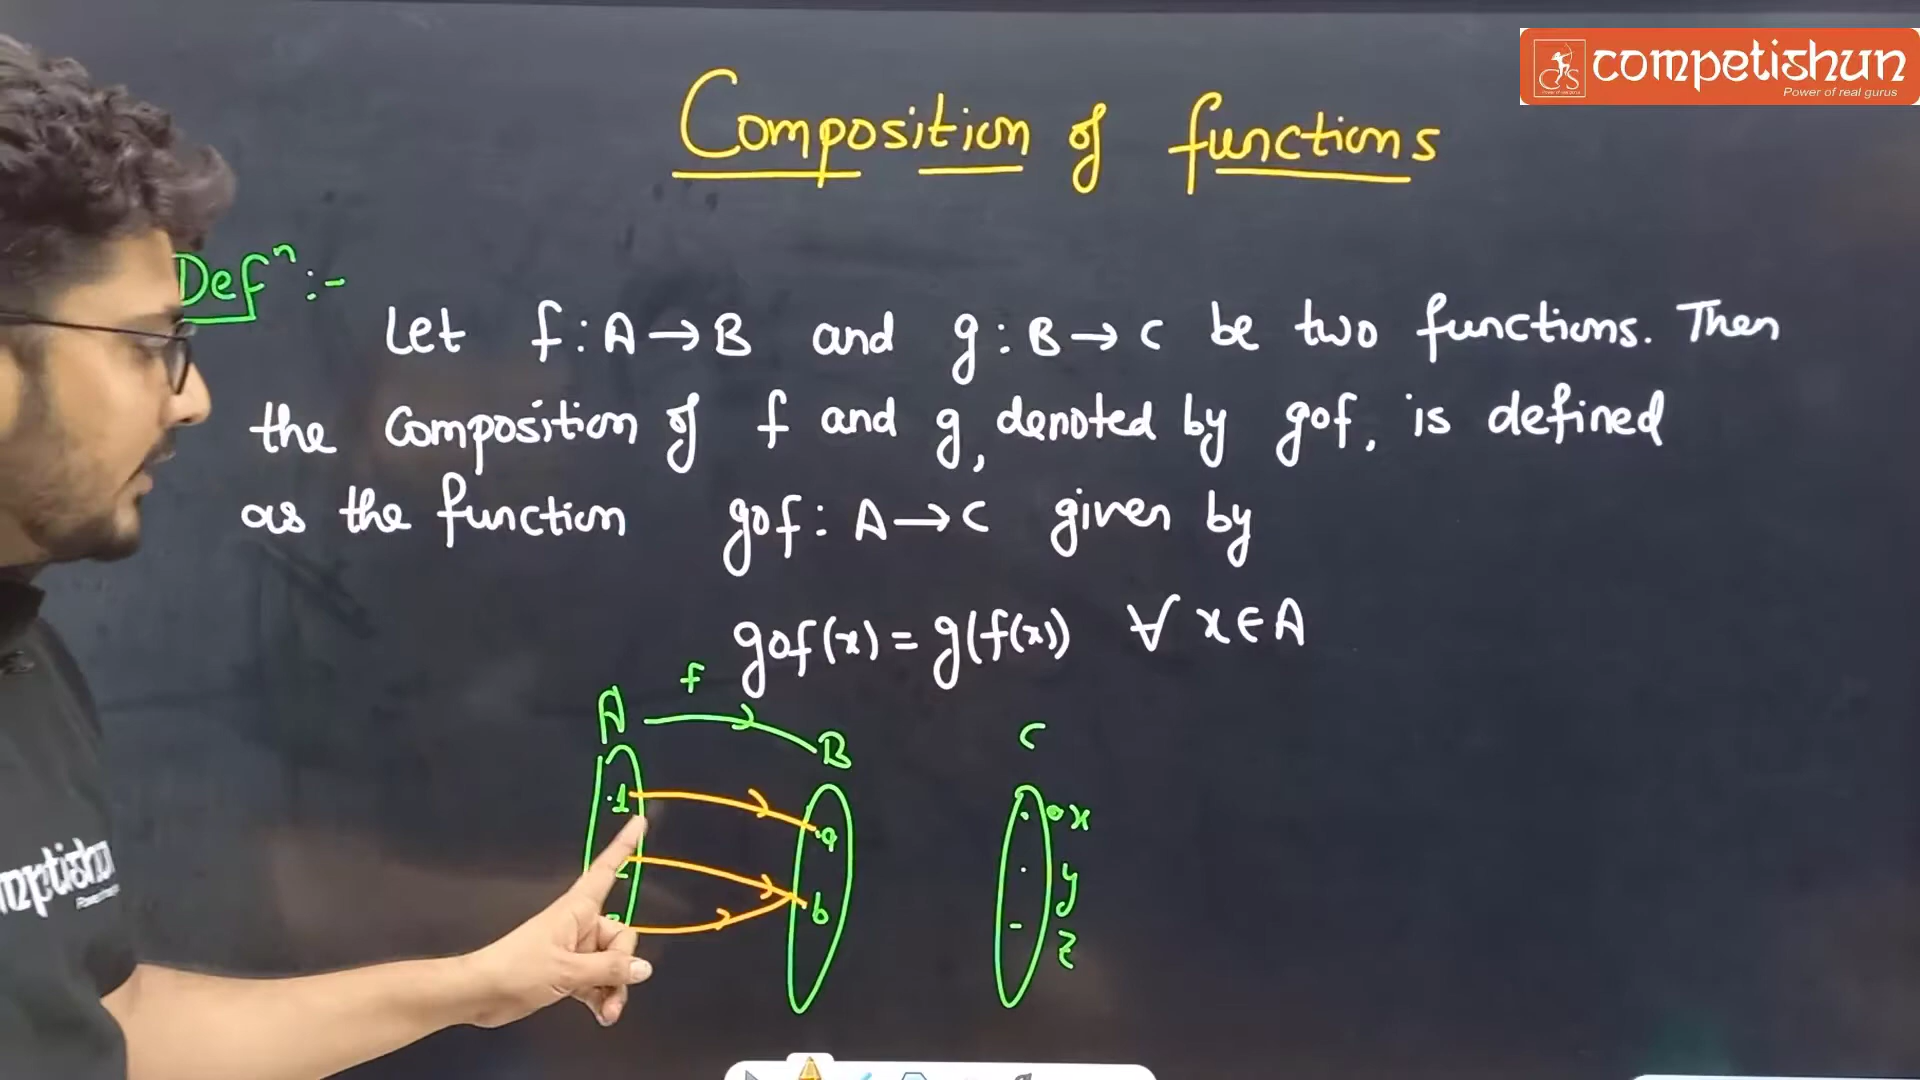 competishun
Power of real gurus
Composition of functions
Defⁿ :-
Let f : A → B and g : B → C be two functions. Then
the composition of f and g, denoted by gof, is defined
as the function gof : A → C given by
gof(x) = g(f(x)) ∀ x ∈ A
f
A B C
1 a x
2 b y
z